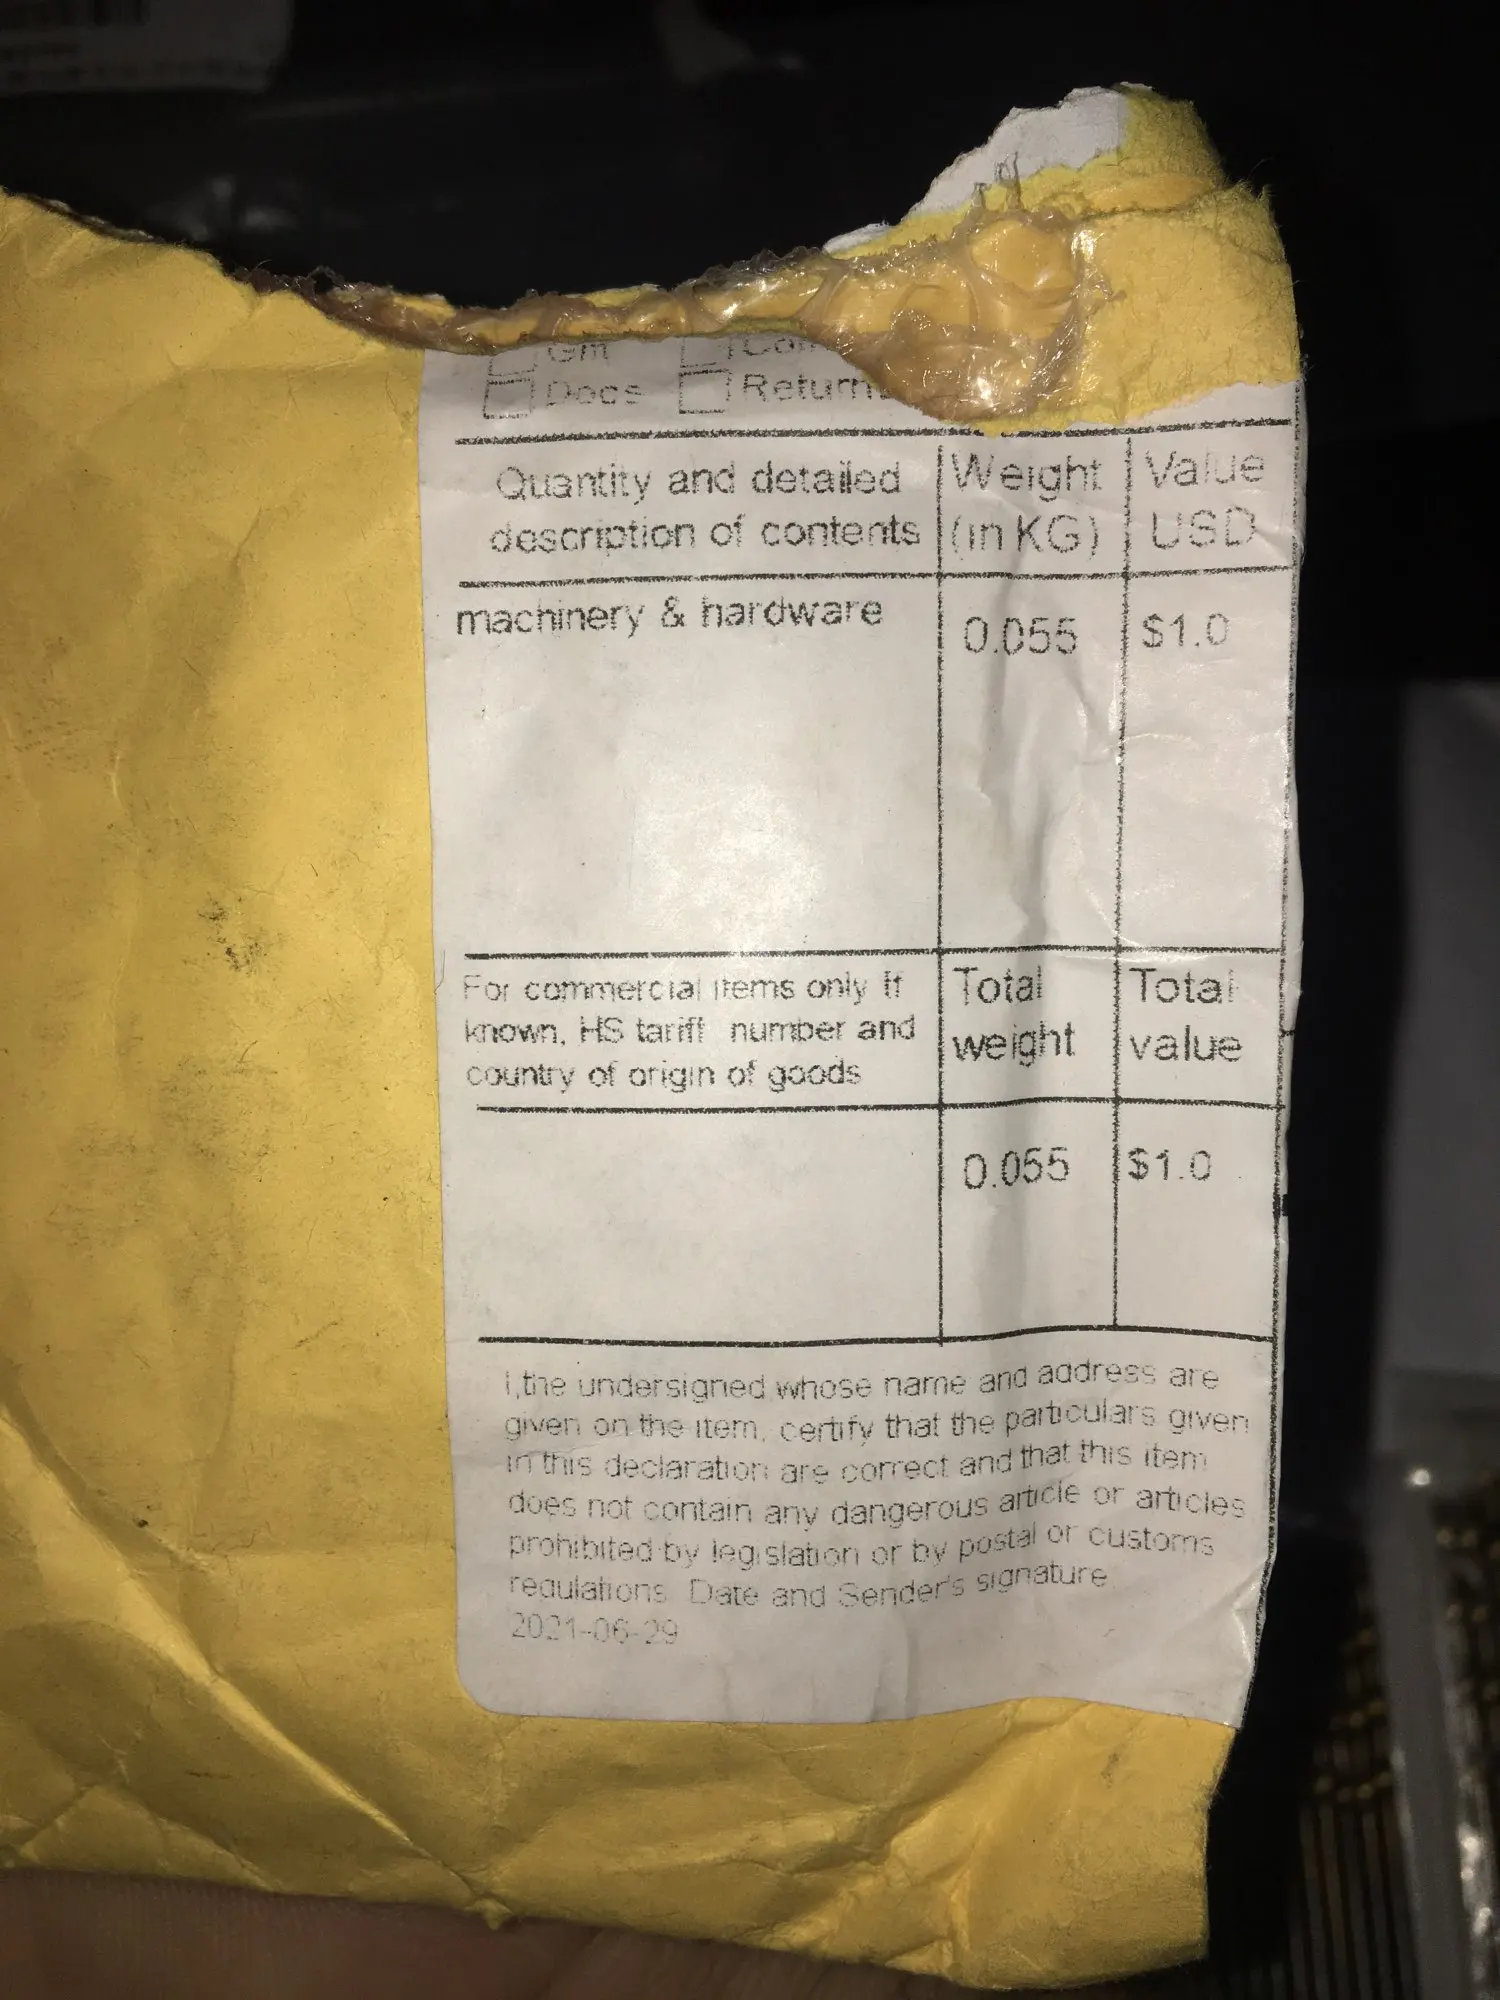 Docs
Quantity and detailed
description of contents
Weight
(in KG)
Value
USD
machinery & hardware
0.055
$1.0
For commercial items only If
known, HS tariff number and
country of origin of goods
Total
weight
Total
value
0.055
$1.0
I,the undersigned whose name and address are
given on the item, certify that the particulars given
in this declaration are correct and that this item
does not contain any dangerous article or articles
prohibited by legislation or by postal or customs
regulations Date and Sender's signature
2021-06-29